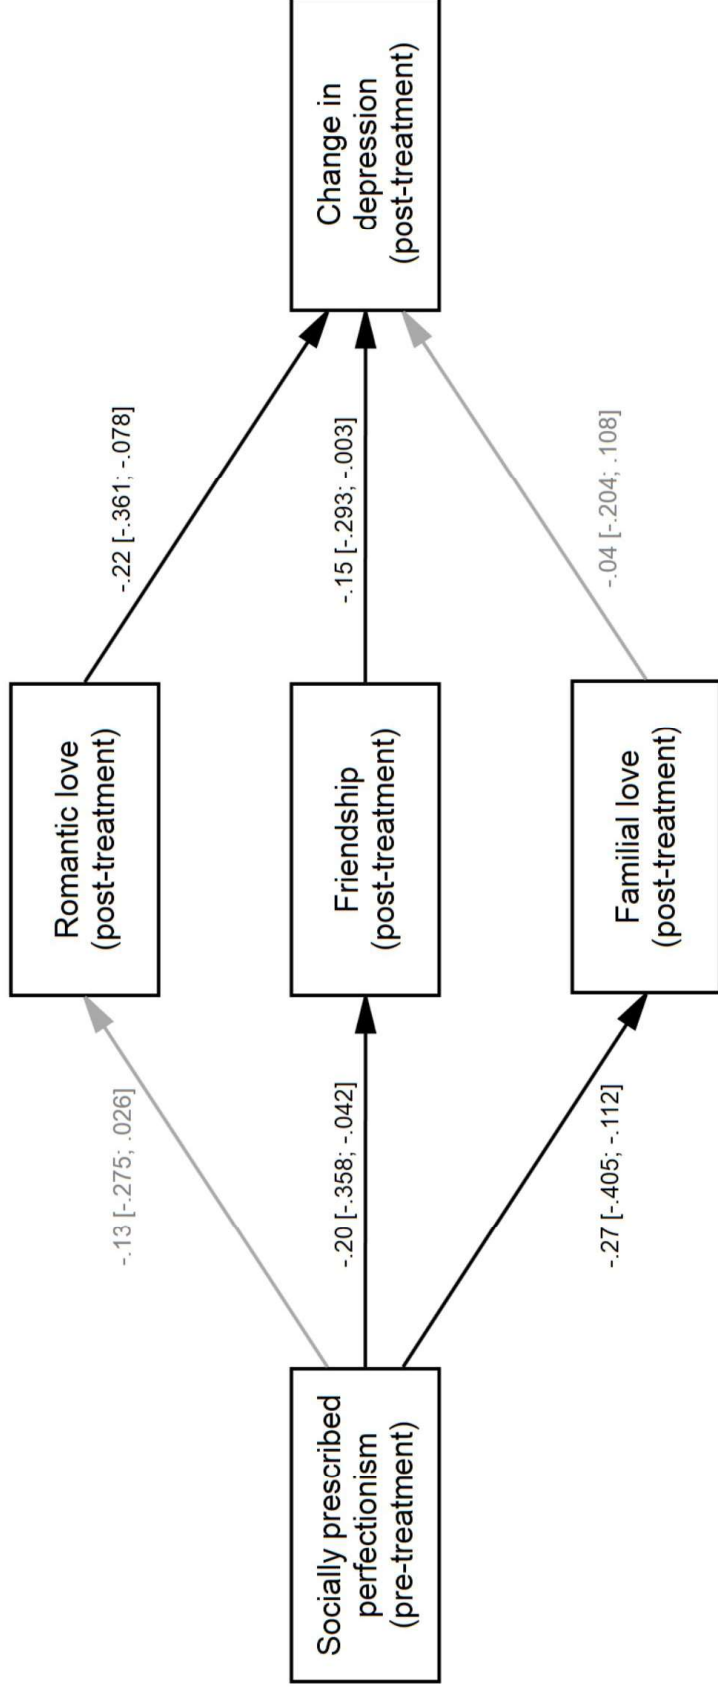 Socially prescribed
perfectionism
(pre-treatment)
-.13 [-.275; .026]
-.20 [-.358; -.042]
-.27 [-.405; -.112]
Romantic love
(post-treatment)
Friendship
(post-treatment)
Familial love
(post-treatment)
-.22 [-.361; -.078]
-.15 [-.293; -.003]
-.04 [-.204; .108]
Change in
depression
(post-treatment)